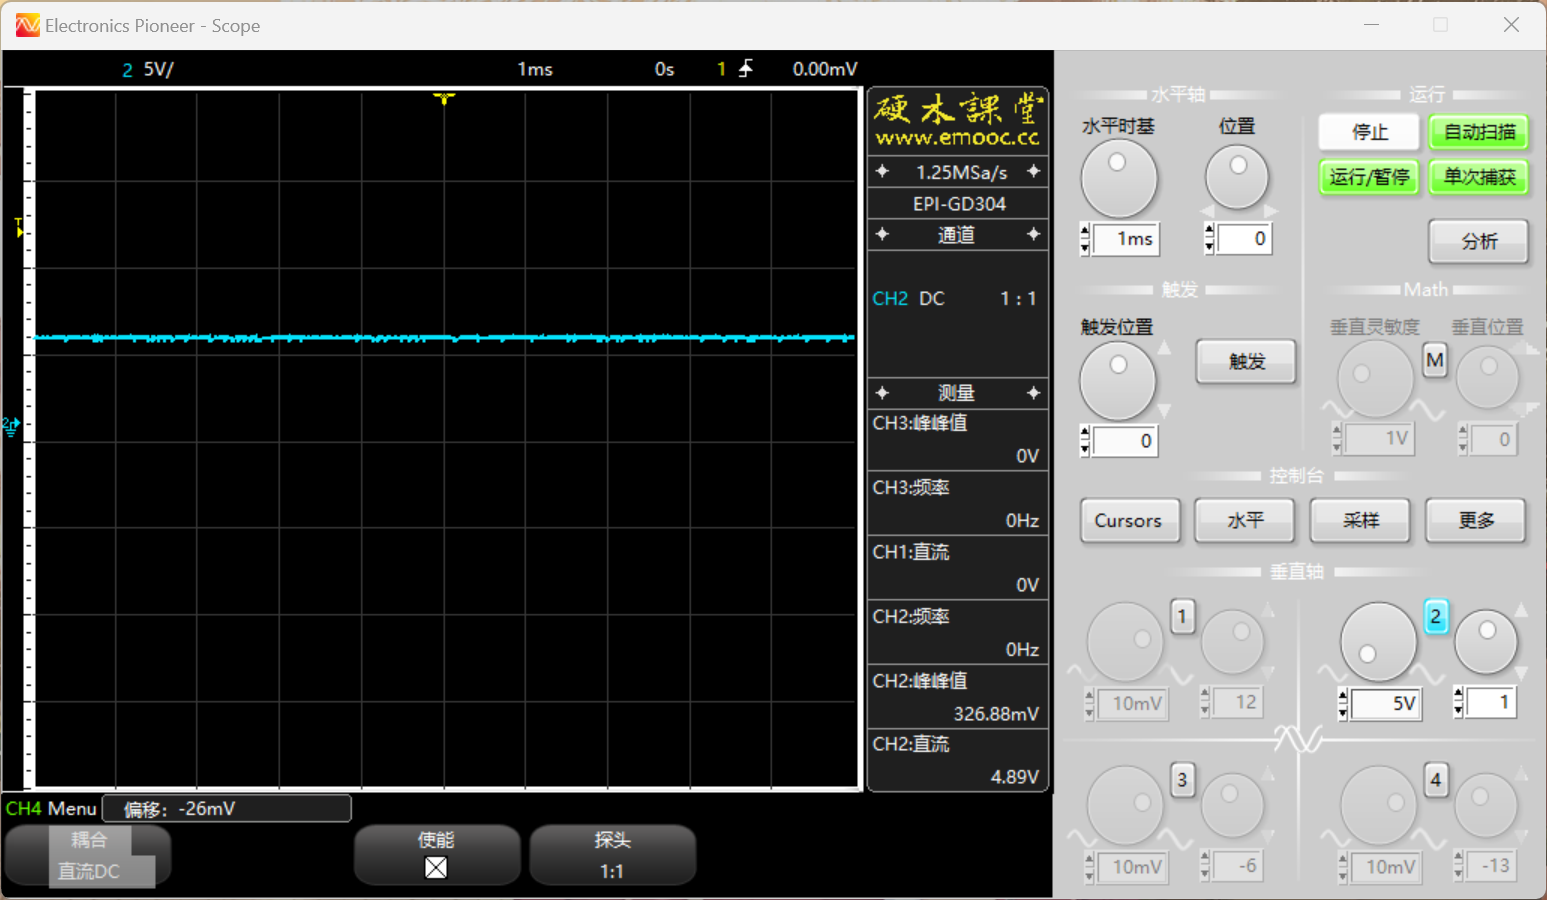 Electronics Pioneer - Scope
2 5V/ 1ms 0s 1 0.00mV
硬木課堂
www.emooc.cc
1.25MSa/s
EPI-GD304
通道
CH2 DC 1 : 1
测量
CH3:峰峰值
0V
CH3:频率
0Hz
CH1:直流
0V
CH2:频率
0Hz
CH2:峰峰值
326.88mV
CH2:直流
4.89V
T
2
CH4 Menu 偏移: -26mV
耦合
直流DC
使能
探头
1:1
水平轴
水平时基 位置
1ms 0
运行
停止 自动扫描
运行/暂停 单次捕获
分析
触发
触发位置
触发
0
Math
垂直灵敏度 垂直位置
M
1V 0
控制台
Cursors 水平 采样 更多
垂直轴
1
10mV 12
2
5V 1
3
10mV -6
4
10mV -13